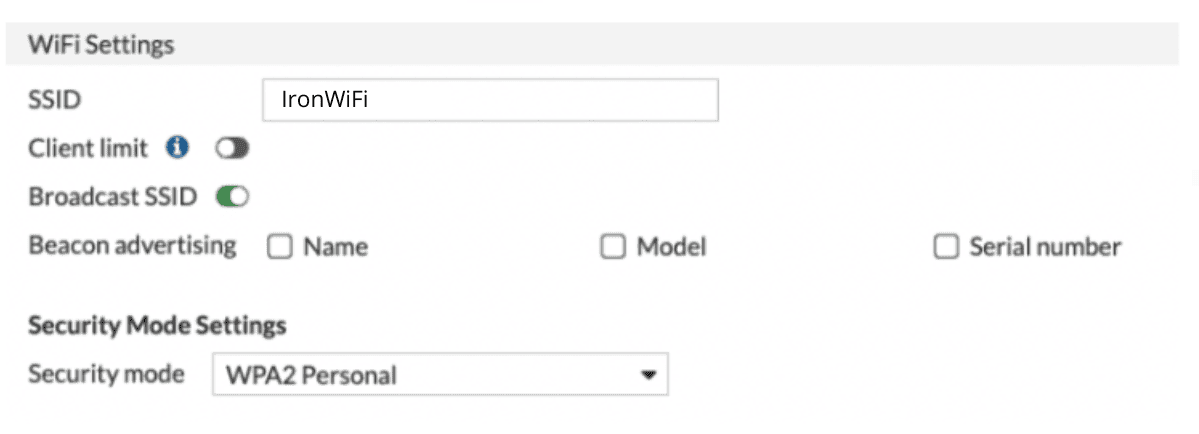 WiFi Settings
SSID IronWiFi
Client limit
Broadcast SSID
Beacon advertising Name Model Serial number
Security Mode Settings
Security mode WPA2 Personal